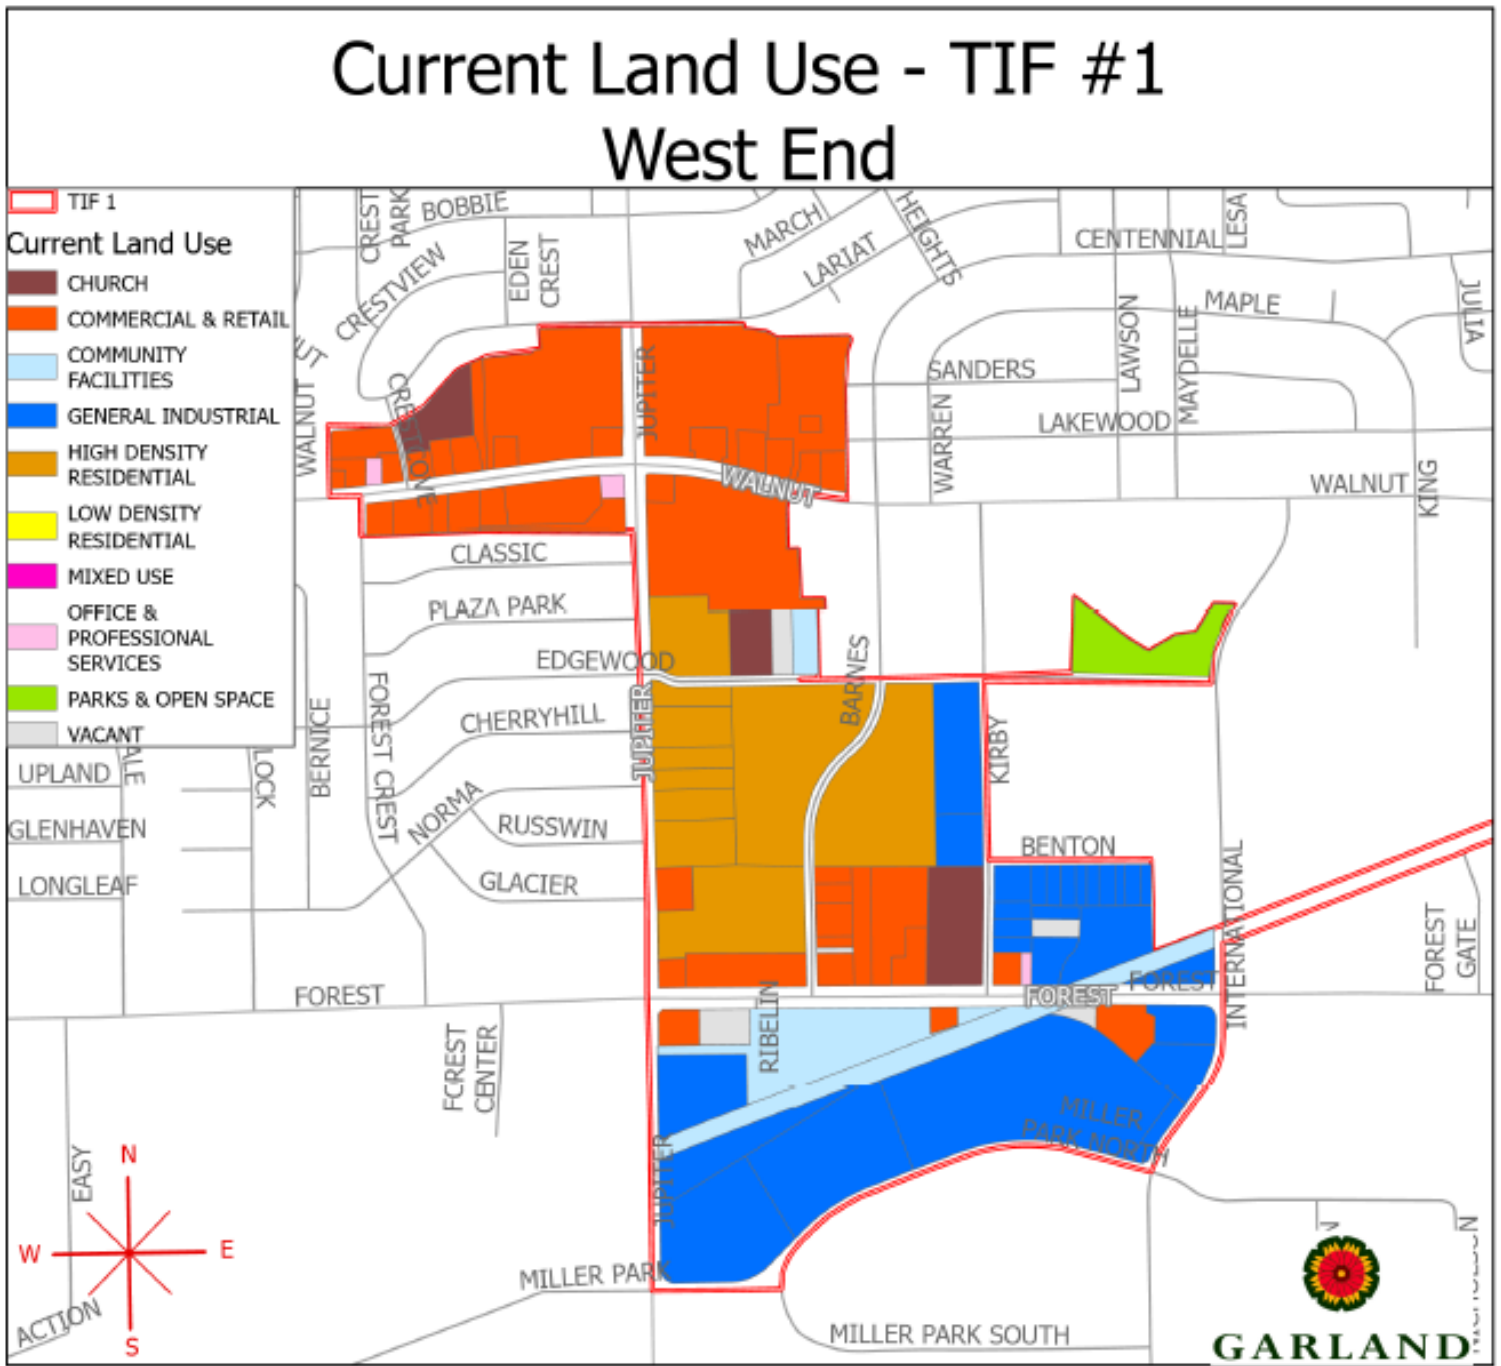 Current Land Use - TIF #1
West End
TIF 1
Current Land Use
CHURCH
COMMERCIAL & RETAIL
COMMUNITY
FACILITIES
GENERAL INDUSTRIAL
HIGH DENSITY
RESIDENTIAL
LOW DENSITY
RESIDENTIAL
MIXED USE
OFFICE &
PROFESSIONAL
SERVICES
PARKS & OPEN SPACE
VACANT
CREST
PARK
BOBBIE
CRESTVIEW
EDEN
CREST
MARCH
LARIAT
HEIGHTS
CENTENNIAL
LESA
JULIA
MAPLE
LAWSON
MAYDELLE
SANDERS
LAKEWOOD
WARREN
WALNUT
KING
WALNUT
JUPITER
WALNUT
CLASSIC
PLAZA PARK
EDGEWOOD
CHERRYHILL
FOREST CREST
BERNICE
NORMA
RUSSWIN
GLACIER
JUPITER
BARNES
KIRBY
BENTON
INTERNATIONAL
FOREST
GATE
UPLAND
GLENHAVEN
LONGLEAF
ALE
LOCK
FOREST
FOREST
FOREST
RIBELIN
FOREST
CENTER
MILLER
PARK NORTH
JUPITER
EASY
ACTION
MILLER PARK
MILLER PARK SOUTH
N
W
E
S
N
GARLAND